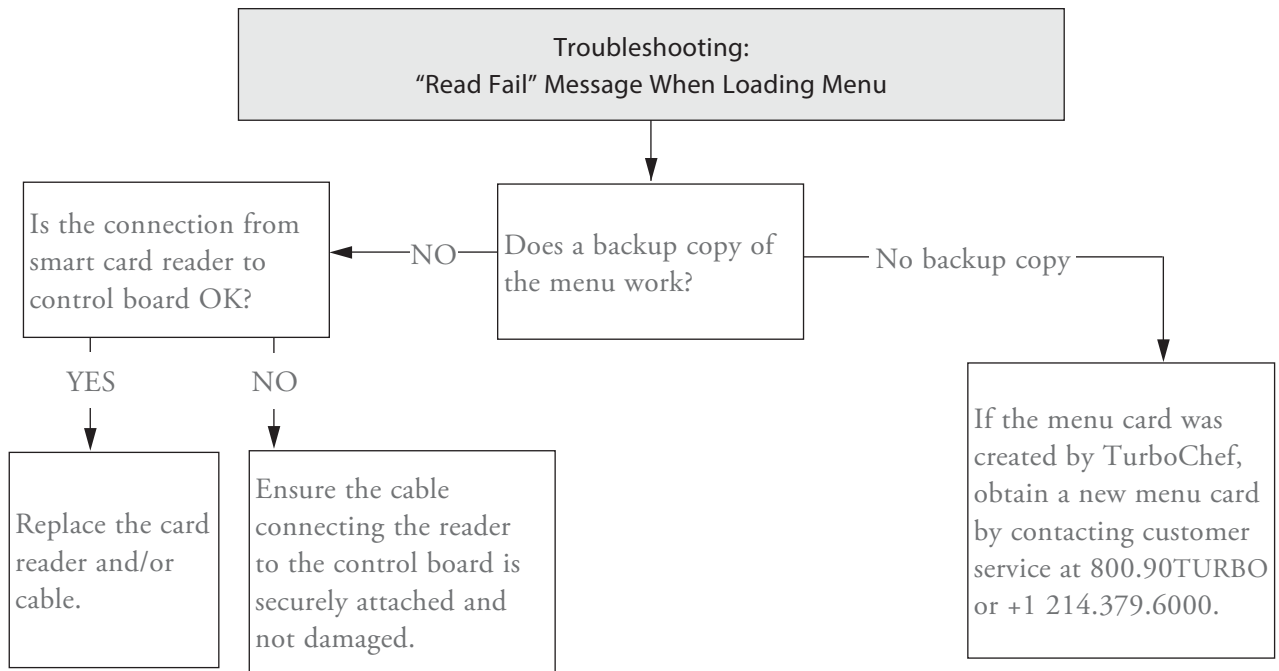 Troubleshooting:
“Read Fail” Message When Loading Menu
Is the connection from
smart card reader to
control board OK?
NO
Does a backup copy of
the menu work?
No backup copy
YES
NO
Replace the card
reader and/or
cable.
Ensure the cable
connecting the reader
to the control board is
securely attached and
not damaged.
If the menu card was
created by TurboChef,
obtain a new menu card
by contacting customer
service at 800.90TURBO
or +1 214.379.6000.